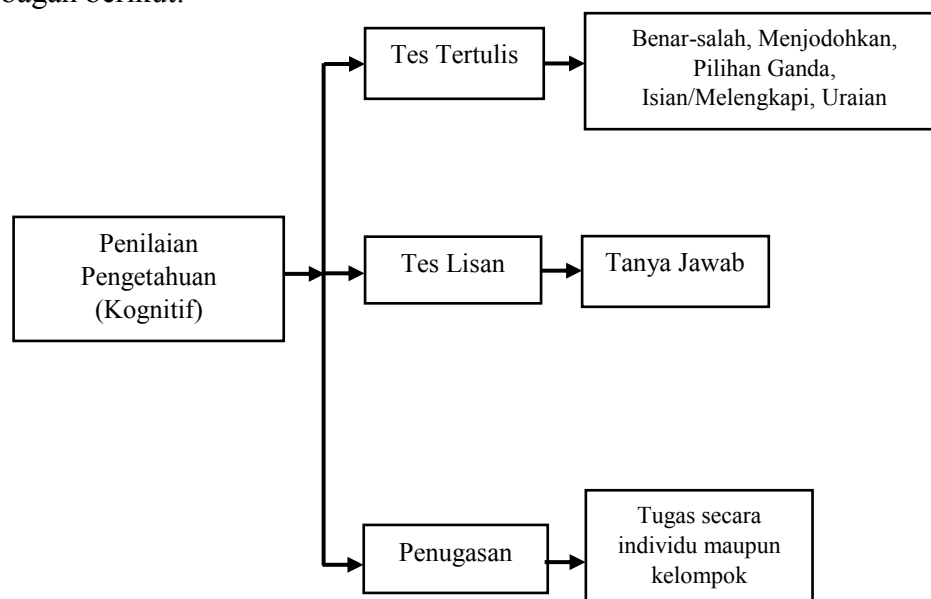 bagan berikut:
Tes Tertulis
Benar-salah, Menjodohkan,
Pilihan Ganda,
Isian/Melengkapi, Uraian
Penilaian
Pengetahuan
(Kognitif)
Tes Lisan
Tanya Jawab
Penugasan
Tugas secara
individu maupun
kelompok